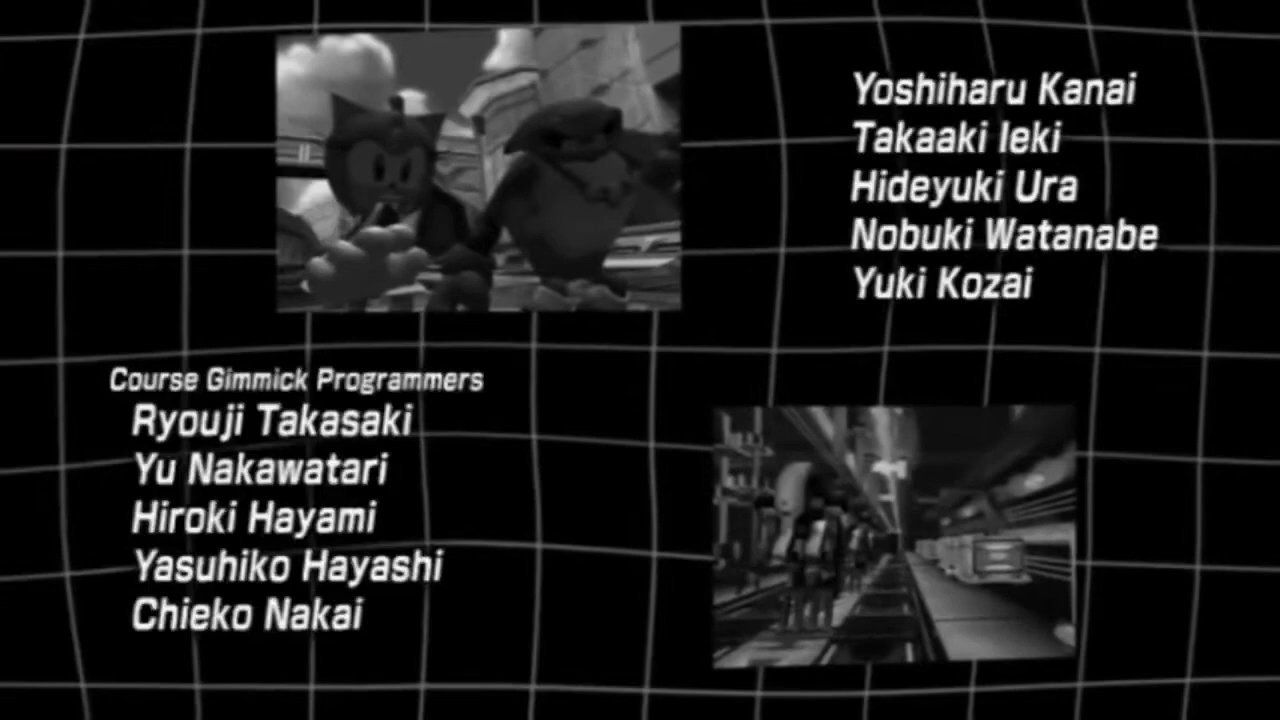 Yoshiharu Kanai
Takaaki Ieki
Hideyuki Ura
Nobuki Watanabe
Yuki Kozai
Course Gimmick Programmers
Ryouji Takasaki
Yu Nakawatari
Hiroki Hayami
Yasuhiko Hayashi
Chieko Nakai